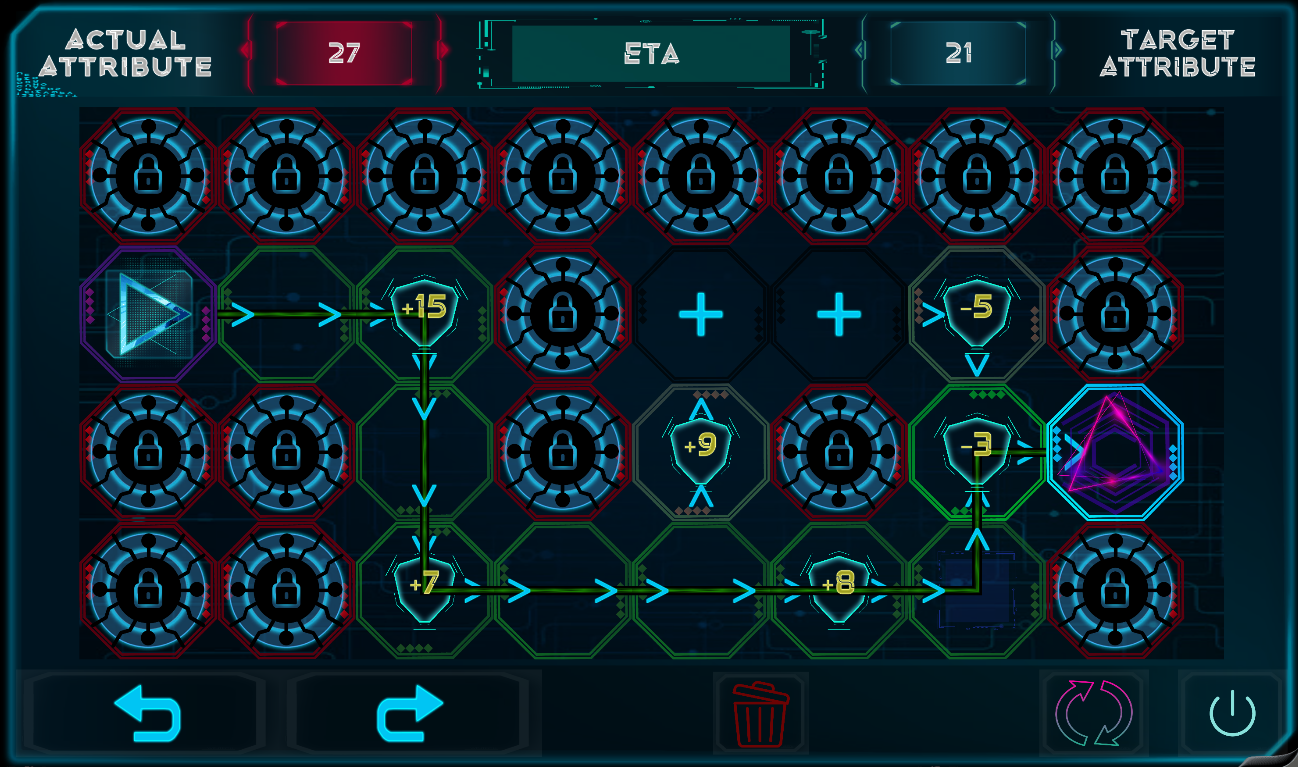 ACTUAL
ATTRIBUTE
27
ETA
21
TARGET
ATTRIBUTE
+15
-5
+9
-3
+7
+8